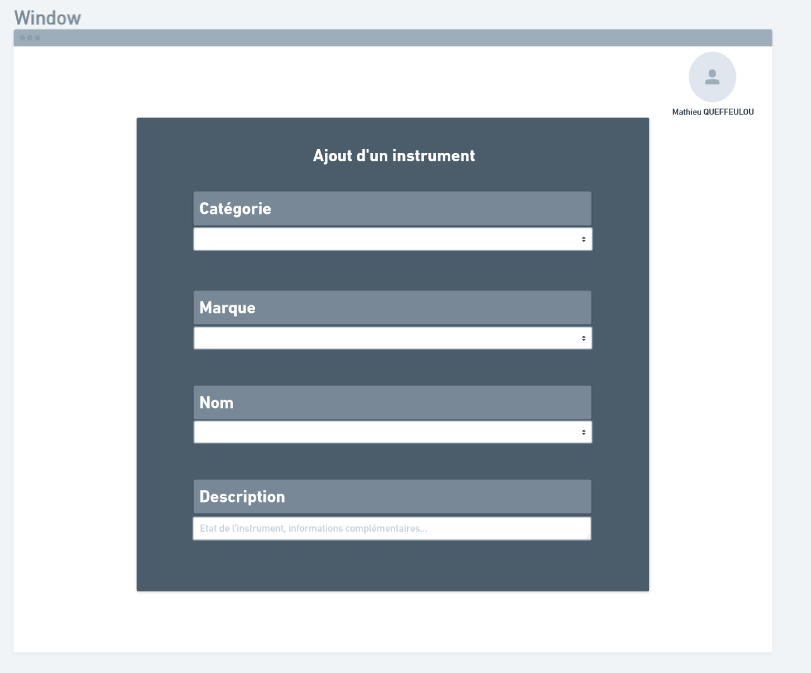 Window
Mathieu QUEFFEULOU
Ajout d'un instrument
Catégorie
Marque
Nom
Description
Etat de l'instrument, informations complémentaires...